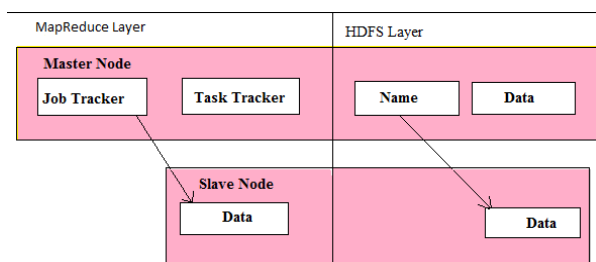 MapReduce Layer
HDFS Layer
Master Node
Job Tracker
Task Tracker
Name
Data
Slave Node
Data
Data